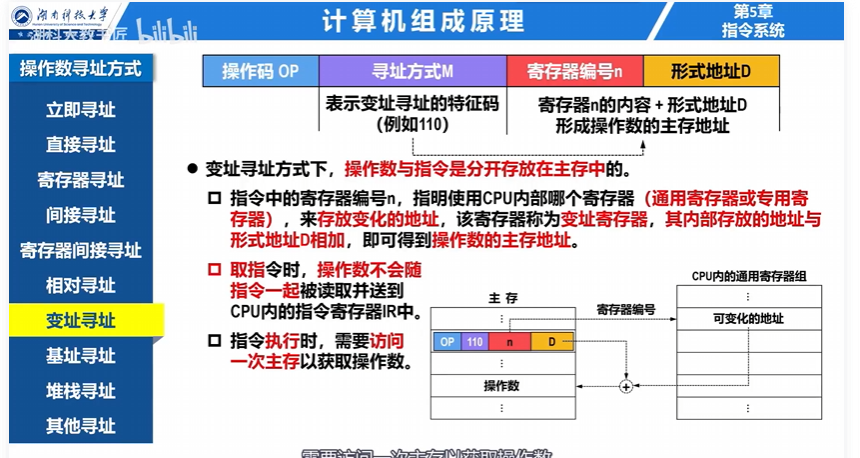 湖南科技大学
湖科大教书匠 bilibili
计算机组成原理
第5章
指令系统
操作数寻址方式
立即寻址
直接寻址
寄存器寻址
间接寻址
寄存器间接寻址
相对寻址
变址寻址
基址寻址
堆栈寻址
其他寻址
操作码 OP 寻址方式M 寄存器编号n 形式地址D
表示变址寻址的特征码
(例如110)
寄存器n的内容 + 形式地址D
形成操作数的主存地址
● 变址寻址方式下，操作数与指令是分开存放在主存中的。
指令中的寄存器编号n，指明使用CPU内部哪个寄存器（通用寄存器或专用寄
存器），来存放变化的地址，该寄存器称为变址寄存器，其内部存放的地址与
形式地址D相加，即可得到操作数的主存地址。
取指令时，操作数不会随
指令一起被读取并送到
CPU内的指令寄存器IR中。
指令执行时，需要访问
一次主存以获取操作数。
主存
⋮
OP 110 n D
⋮
操作数
⋮
寄存器编号
+
CPU内的通用寄存器组
⋮
可变化的地址
⋮
需要访问一次主存以获取操作数